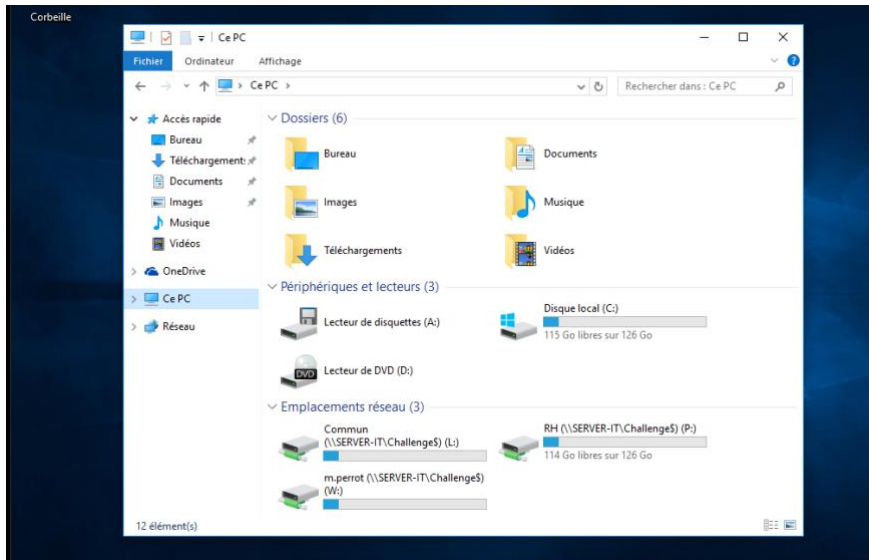 Corbeille
Ce PC
Fichier Ordinateur Affichage
Ce PC
Rechercher dans : Ce PC
Accès rapide
Bureau
Téléchargement:
Documents
Images
Musique
Vidéos
OneDrive
Ce PC
Réseau
Dossiers (6)
Bureau
Documents
Images
Musique
Téléchargements
Vidéos
Périphériques et lecteurs (3)
Lecteur de disquettes (A:)
Disque local (C:)
115 Go libres sur 126 Go
DVD
Lecteur de DVD (D:)
Emplacements réseau (3)
Commun
(\\SERVER-IT\Challenge$) (L:)
RH (\\SERVER-IT\Challenge$) (P:)
114 Go libres sur 126 Go
m.perrot (\\SERVER-IT\Challenge$)
(W:)
12 élément(s)